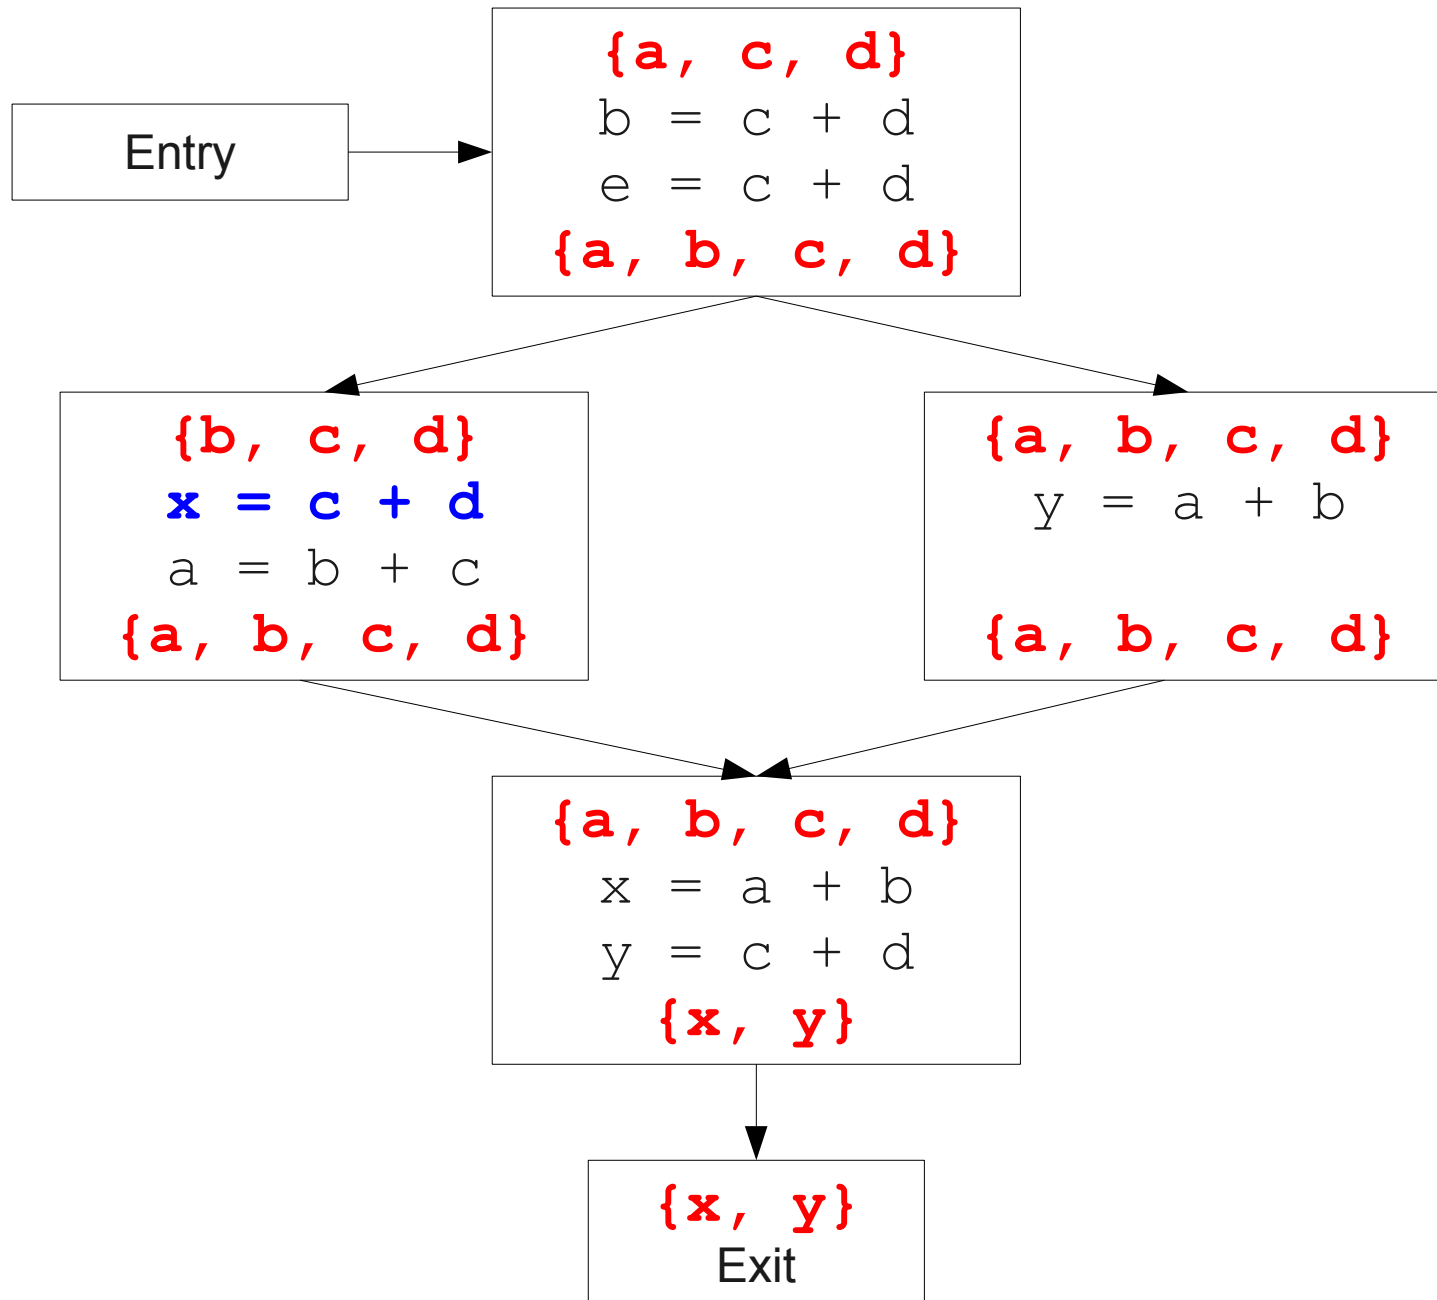 Entry
{a, c, d}
b = c + d
e = c + d
{a, b, c, d}
{b, c, d}
x = c + d
a = b + c
{a, b, c, d}
{a, b, c, d}
y = a + b
{a, b, c, d}
{a, b, c, d}
x = a + b
y = c + d
{x, y}
{x, y}
Exit